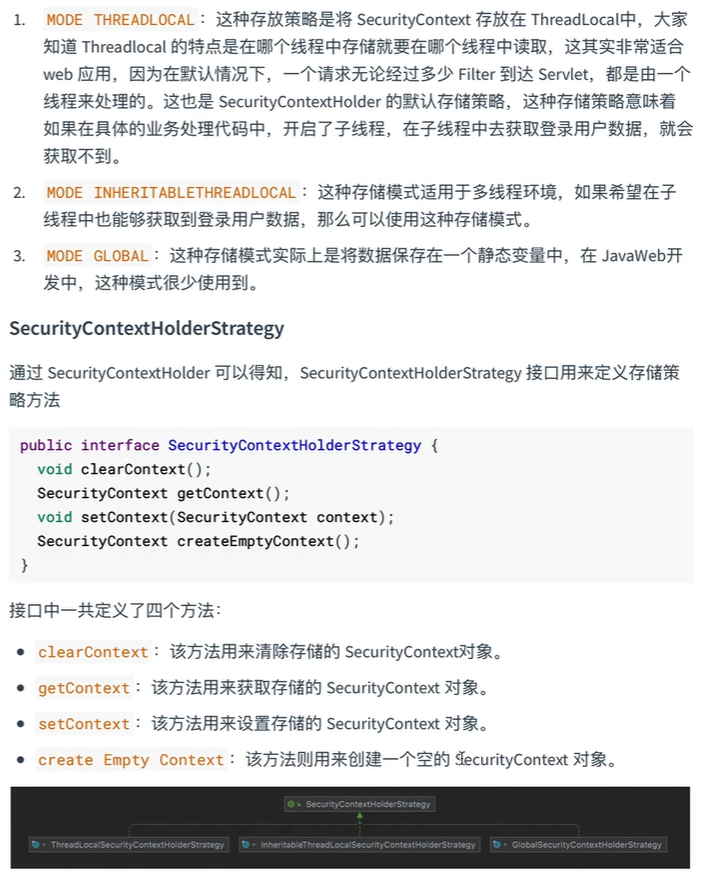 1. MODE THREADLOCAL：这种存放策略是将 SecurityContext 存放在 ThreadLocal中，大家
知道 Threadlocal 的特点是在哪个线程中存储就要在哪个线程中读取，这其实非常适合
web 应用，因为在默认情况下，一个请求无论经过多少 Filter 到达 Servlet，都是由一个
线程来处理的。这也是 SecurityContextHolder 的默认存储策略，这种存储策略意味着
如果在具体的业务处理代码中，开启了子线程，在子线程中去获取登录用户数据，就会
获取不到。
2. MODE INHERITABLETHREADLOCAL：这种存储模式适用于多线程环境，如果希望在子
线程中也能够获取到登录用户数据，那么可以使用这种存储模式。
3. MODE GLOBAL：这种存储模式实际上是将数据保存在一个静态变量中，在 JavaWeb开
发中，这种模式很少使用到。
SecurityContextHolderStrategy
通过 SecurityContextHolder 可以得知，SecurityContextHolderStrategy 接口用来定义存储策
略方法
public interface SecurityContextHolderStrategy {
  void clearContext();
  SecurityContext getContext();
  void setContext(SecurityContext context);
  SecurityContext createEmptyContext();
}
接口中一共定义了四个方法：
• clearContext：该方法用来清除存储的 SecurityContext对象。
• getContext：该方法用来获取存储的 SecurityContext 对象。
• setContext：该方法用来设置存储的 SecurityContext 对象。
• create Empty Context：该方法则用来创建一个空的 SecurityContext 对象。
SecurityContextHolderStrategy
ThreadLocalSecurityContextHolderStrategy InheritableThreadLocalSecurityContextHolderStrategy GlobalSecurityContextHolderStrategy